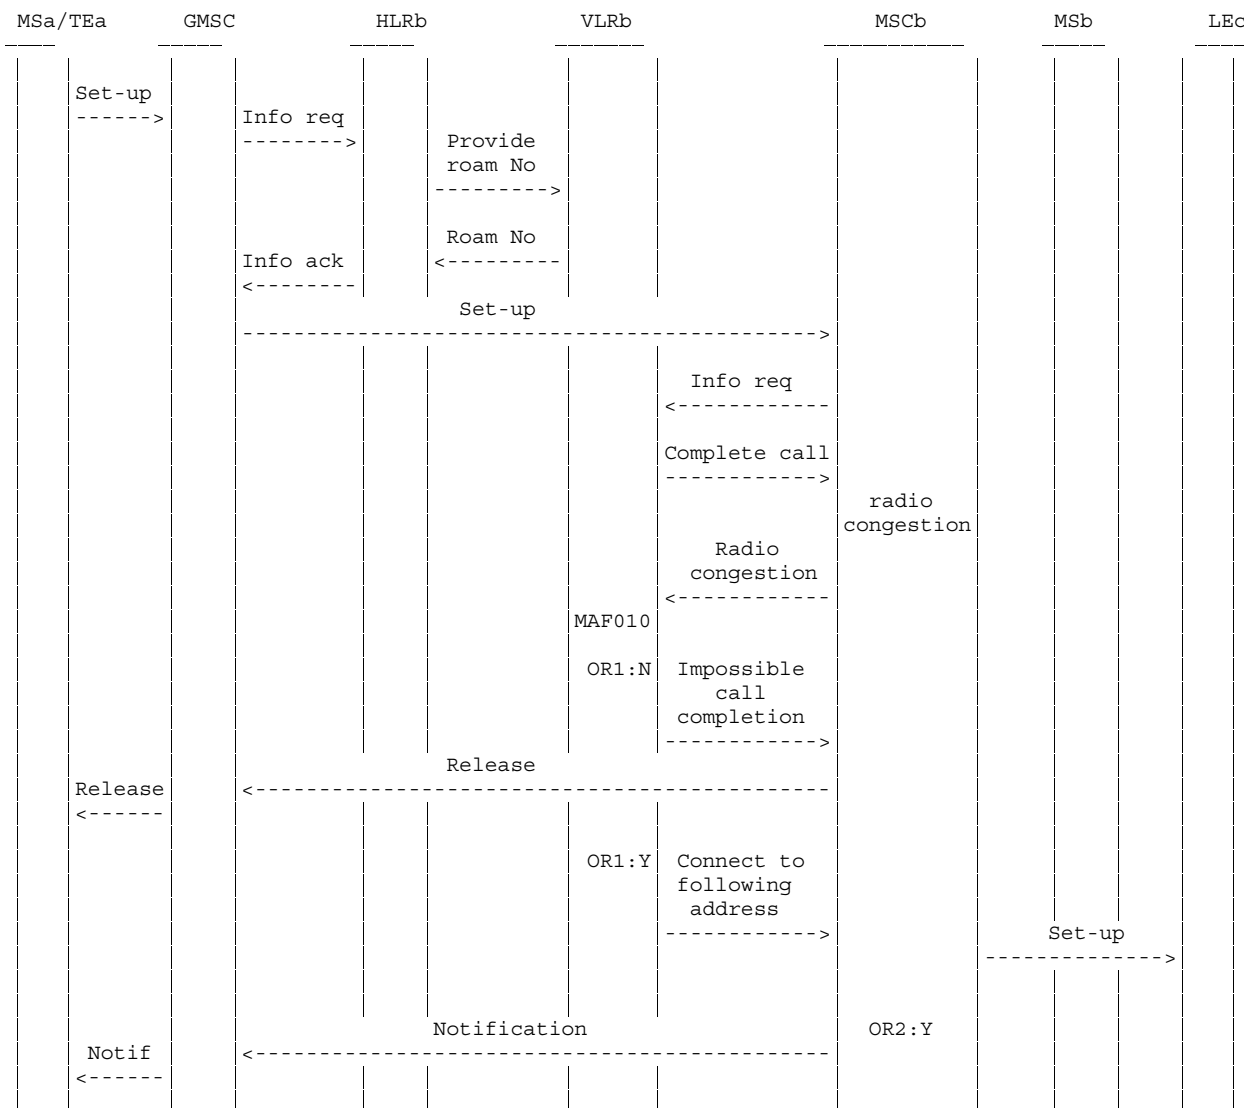 MSa/TEa GMSC HLRb VLRb MSCb MSb LEc
Set-up
------>
Info req
-------->
Provide
roam No
--------->
Roam No
Info ack <---------
<--------
Set-up
--------------------------------------------->
Info req
<------------
Complete call
------------>
radio
congestion
Radio
congestion
<------------
MAF010
OR1:N Impossible
call
completion
------------>
Release
Release <---------------------------------------------
<------
OR1:Y Connect to
following
address
------------>
Set-up
-------------->
Notification OR2:Y
Notif <---------------------------------------------
<------